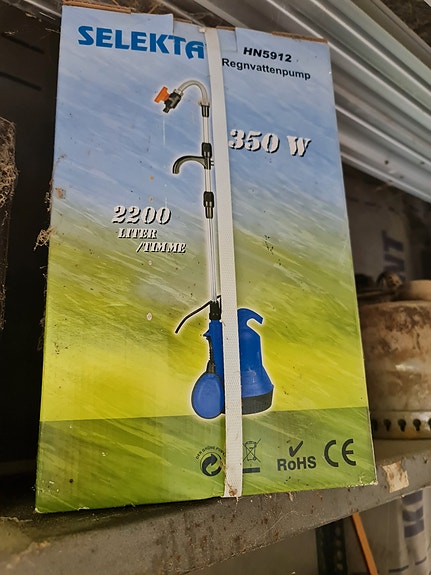 SELEKTA
HN5912
Regnvattenpump
350 W
2200
LITER
/TIMME
RoHS
CE